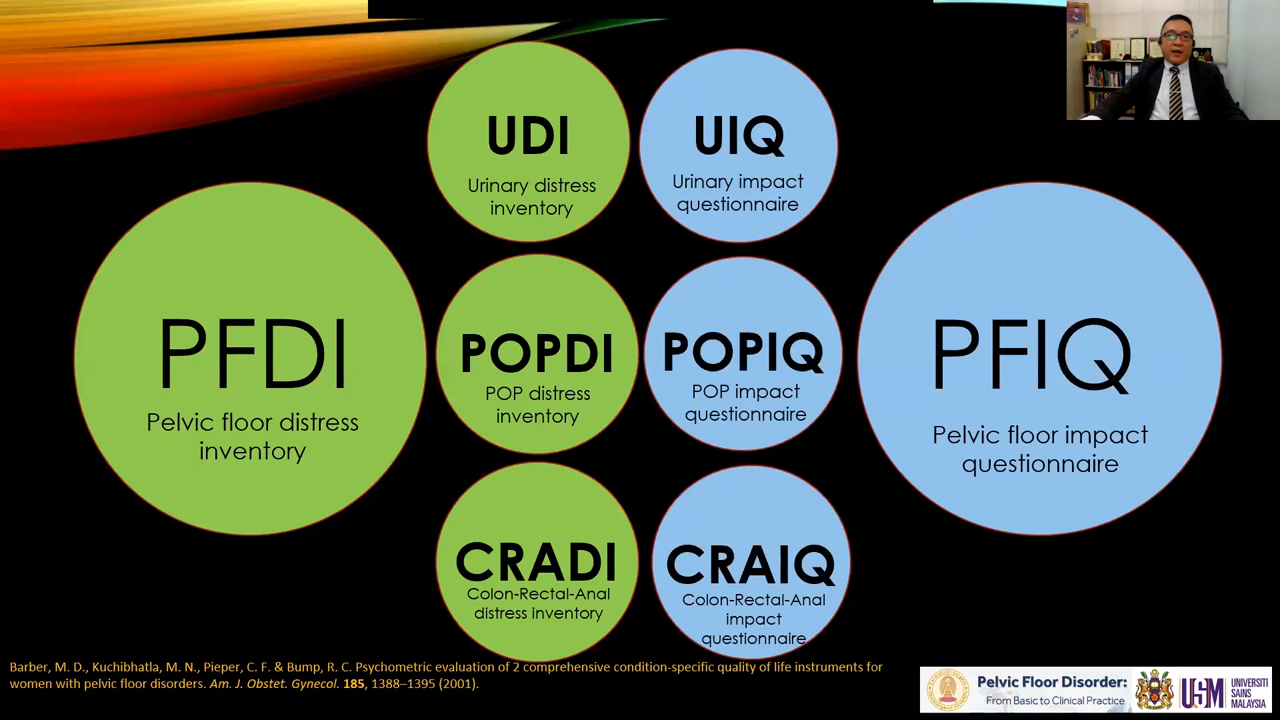 UDI
Urinary distress
inventory
UIQ
Urinary impact
questionnaire
PFDI
Pelvic floor distress
inventory
POPDI
POP distress
inventory
POPIQ
POP impact
questionnaire
PFIQ
Pelvic floor impact
questionnaire
CRADI
Colon-Rectal-Anal
distress inventory
CRAIQ
Colon-Rectal-Anal
impact
questionnaire
Barber, M. D., Kuchibhatla, M. N., Pieper, C. F. & Bump, R. C. Psychometric evaluation of 2 comprehensive condition-specific quality of life instruments for
women with pelvic floor disorders. Am. J. Obstet. Gynecol. 185, 1388–1395 (2001).
Pelvic Floor Disorder:
From Basic to Clinical Practice
USM
UNIVERSITI
SAINS
MALAYSIA